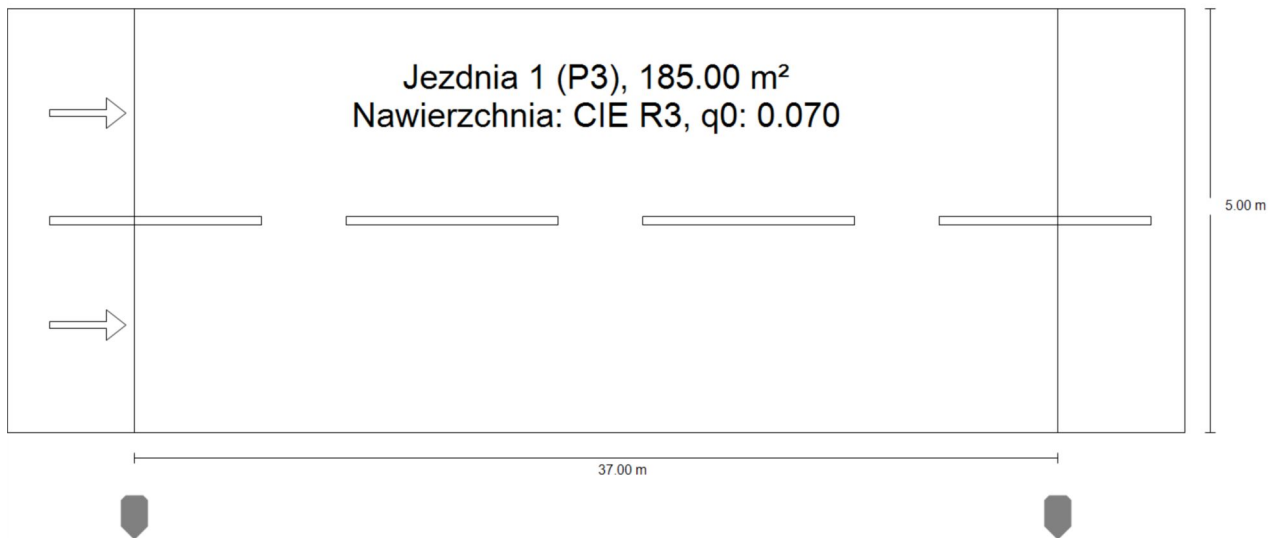 Jezdnia 1 (P3), 185.00 m²
Nawierzchnia: CIE R3, q0: 0.070
5.00 m
37.00 m